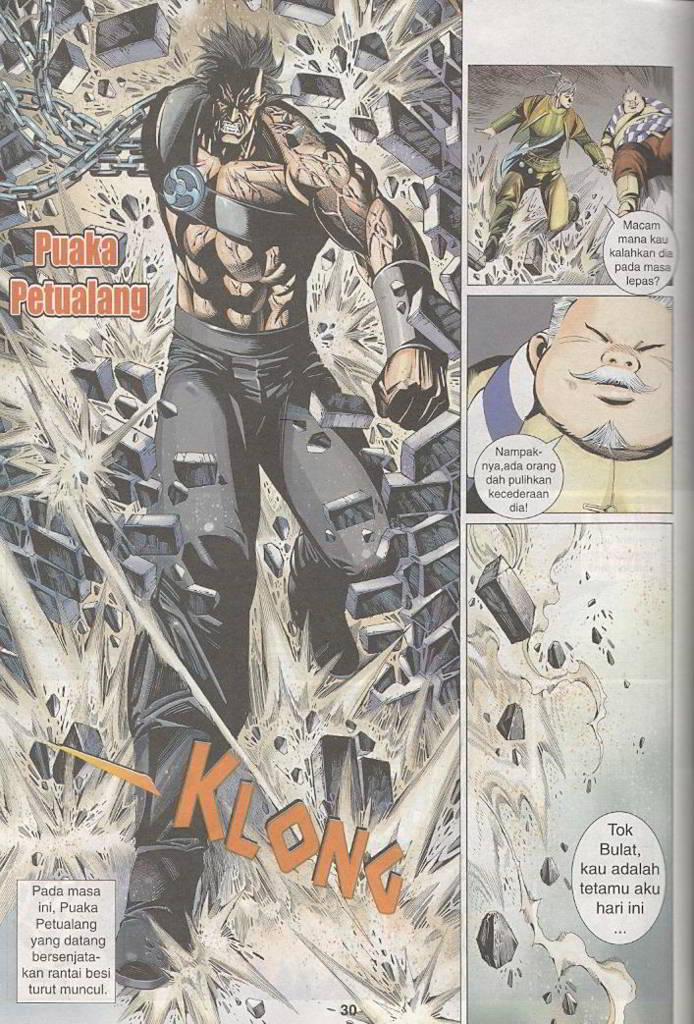 Puaka
Petualang
KLONG
Pada masa
ini, Puaka
Petualang
yang datang
bersenjata-
kan rantai besi
turut muncul.
Macam
mana kau
kalahkan dia
pada masa
lepas?
Nampak-
nya,ada orang
dah pulihkan
kecederaan
dia!
Tok
Bulat,
kau adalah
tetamu aku
hari ini
...
30